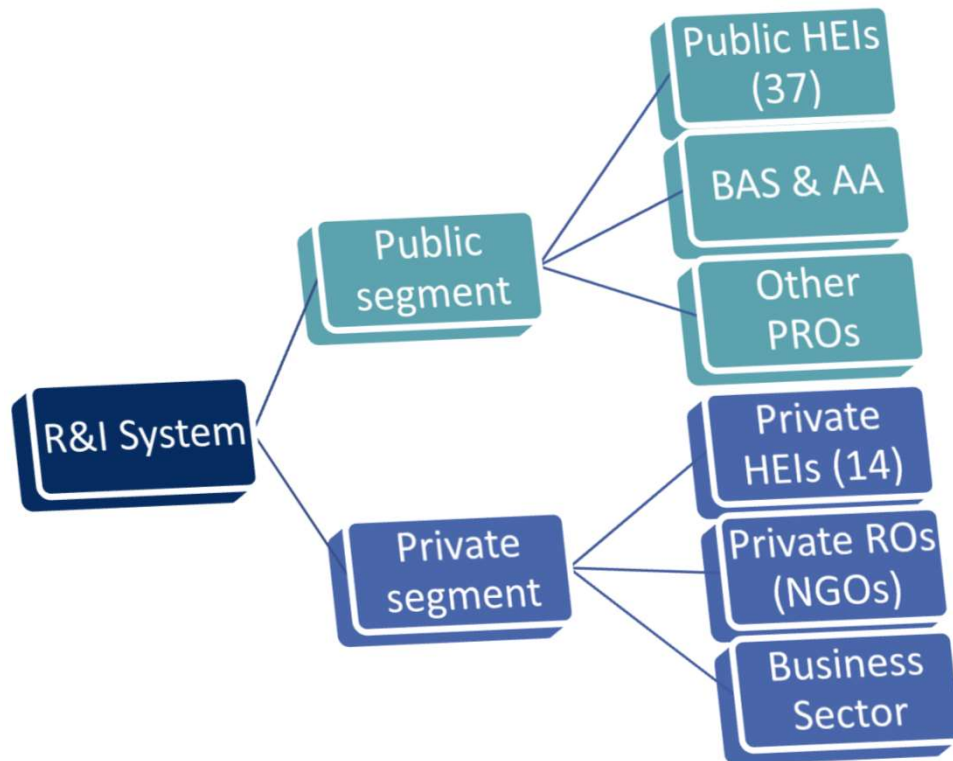 R&I System
Public
segment
Public HEIs
(37)
BAS & AA
Other
PROs
Private
segment
Private
HEIs (14)
Private ROs
(NGOs)
Business
Sector